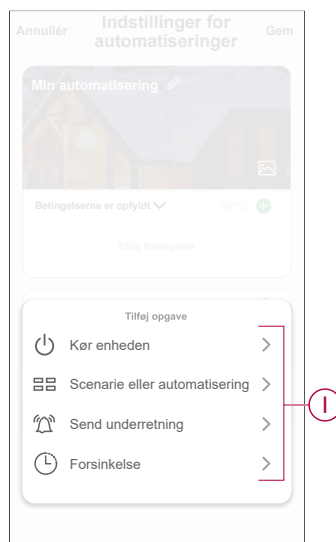 Annullér
Indstillinger for
automatiseringer
Gem
Min automatisering
Betingelserne er opfyldt
(0/10)
Tilføj Betingelse
Tilføj opgave
Kør enheden
Scenarie eller automatisering
Send underretning
Forsinkelse
I